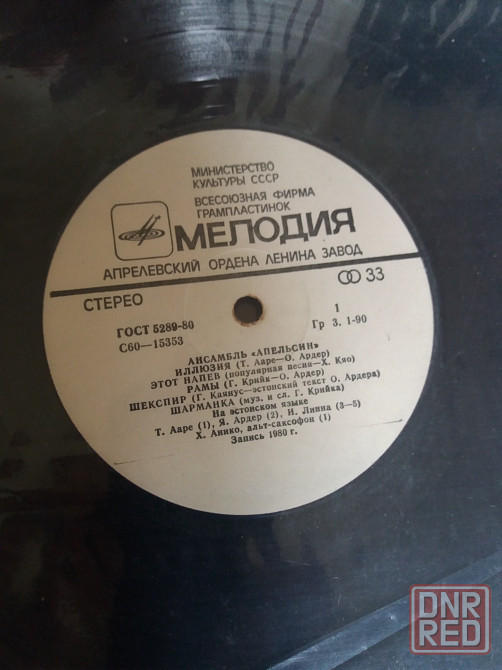 МИНИСТЕРСТВО
КУЛЬТУРЫ СССР
ВСЕСОЮЗНАЯ ФИРМА
ГРАМПЛАСТИНОК
МЕЛОДИЯ
АПРЕЛЕВСКИЙ ОРДЕНА ЛЕНИНА ЗАВОД
СТЕРЕО 33
ГОСТ 5289-80 1
С60—15353 Гр 3. 1-90
АНСАМБЛЬ «АПЕЛЬСИН»
ИЛЛЮЗИЯ (Т. Ааре—О. Ардер)
ЭТОТ НАПЕВ (популярная песня—Х. Кяо)
РАМЫ (Г. Крийк—О. Ардер)
ШЕКСПИР (Г. Каянус—эстонский текст О. Ардера)
ШАРМАНКА (муз. и сл. Г. Крийка)
На эстонском языке
Т. Ааре (1), Я. Ардер (2), И. Линна (3—5)
Х. Анико, альт-саксофон (1)
Запись 1980 г.
DNR
RED